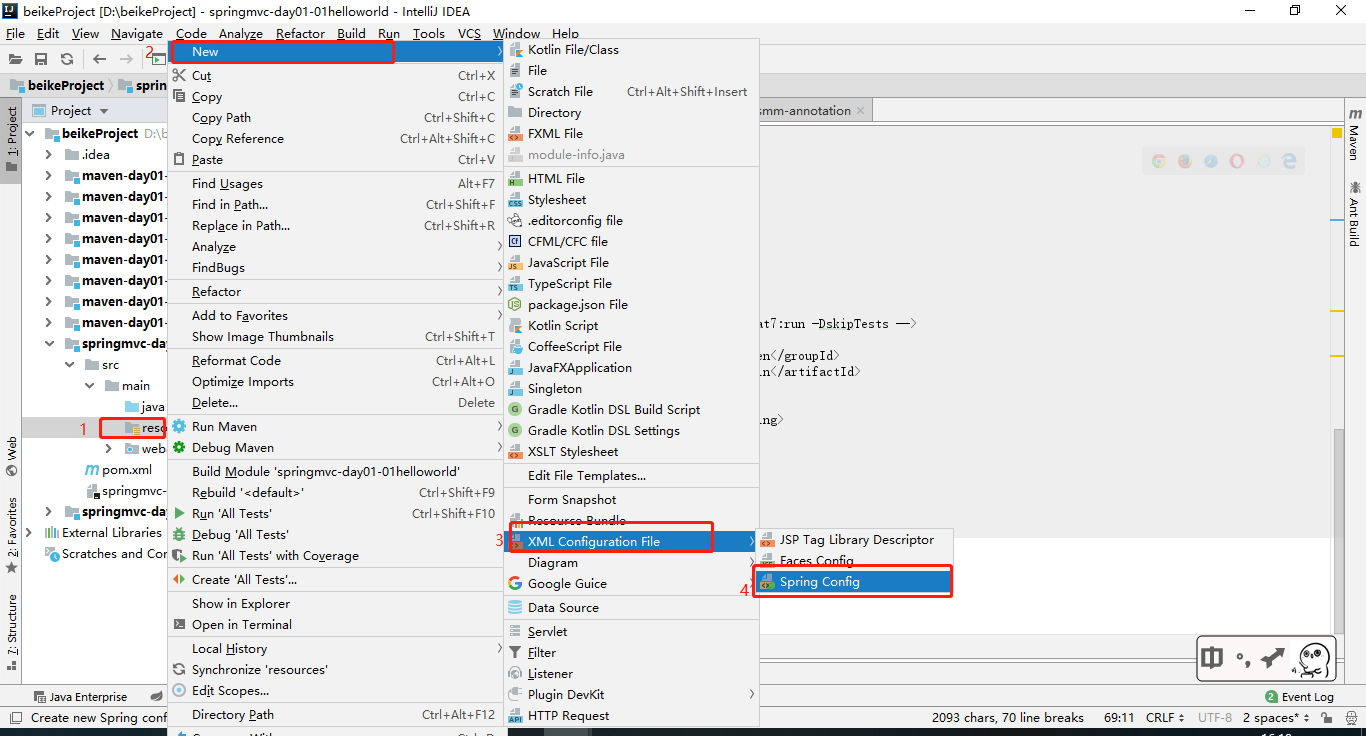 beikeProject [D:\beikeProject] - springmvc-day01-01helloworld - IntelliJ IDEA
File Edit View Navigate Code Analyze Refactor Build Run Tools VCS Window Help
2
New
beikeProject
Project
beikeProject
.idea
maven-day01-
maven-day01-
maven-day01-
maven-day01-
maven-day01-
maven-day01-
maven-day01-
maven-day01-
src
main
java
1
pom.xml
springmvc-
External Libraries
1: Project
Web
2: Favorites
7: Structure
Java Enterprise
Create new Spring conf
Cut Ctrl+X
Copy Ctrl+C
Copy Path Ctrl+Shift+C
Copy Reference Ctrl+Alt+Shift+C
Paste Ctrl+V
Find Usages Alt+F7
Find in Path... Ctrl+Shift+F
Replace in Path... Ctrl+Shift+R
Analyze
FindBugs
Refactor
Add to Favorites
Show Image Thumbnails Ctrl+Shift+T
Reformat Code Ctrl+Alt+L
Optimize Imports Ctrl+Alt+O
Delete... Delete
Run Maven
Debug Maven
Build Module 'springmvc-day01-01helloworld'
Rebuild '<default>' Ctrl+Shift+F9
Run 'All Tests' Ctrl+Shift+F10
Debug 'All Tests'
Run 'All Tests' with Coverage
Create 'All Tests'...
Show in Explorer
Open in Terminal
Local History
Synchronize 'resources'
Edit Scopes...
Directory Path Ctrl+Alt+F12
Kotlin File/Class
File
Scratch File Ctrl+Alt+Shift+Insert
Directory
FXML File
module-info.java
HTML File
Stylesheet
.editorconfig file
CFML/CFC file
JavaScript File
TypeScript File
package.json File
Kotlin Script
CoffeeScript File
JavaFXApplication
Singleton
Gradle Kotlin DSL Build Script
Gradle Kotlin DSL Settings
XSLT Stylesheet
Edit File Templates...
Form Snapshot
Resource Bundle
3
XML Configuration File
Diagram
Google Guice
Data Source
Servlet
Filter
Listener
Plugin DevKit
HTTP Request
JSP Tag Library Descriptor
Faces Config
4
Spring Config
smm-annotation
at7:run -DskipTests -->
en</groupId>
in</artifactId>
ing>
Maven
Ant Build
2 Event Log
2093 chars, 70 line breaks 69:11 CRLF UTF-8 2 spaces*